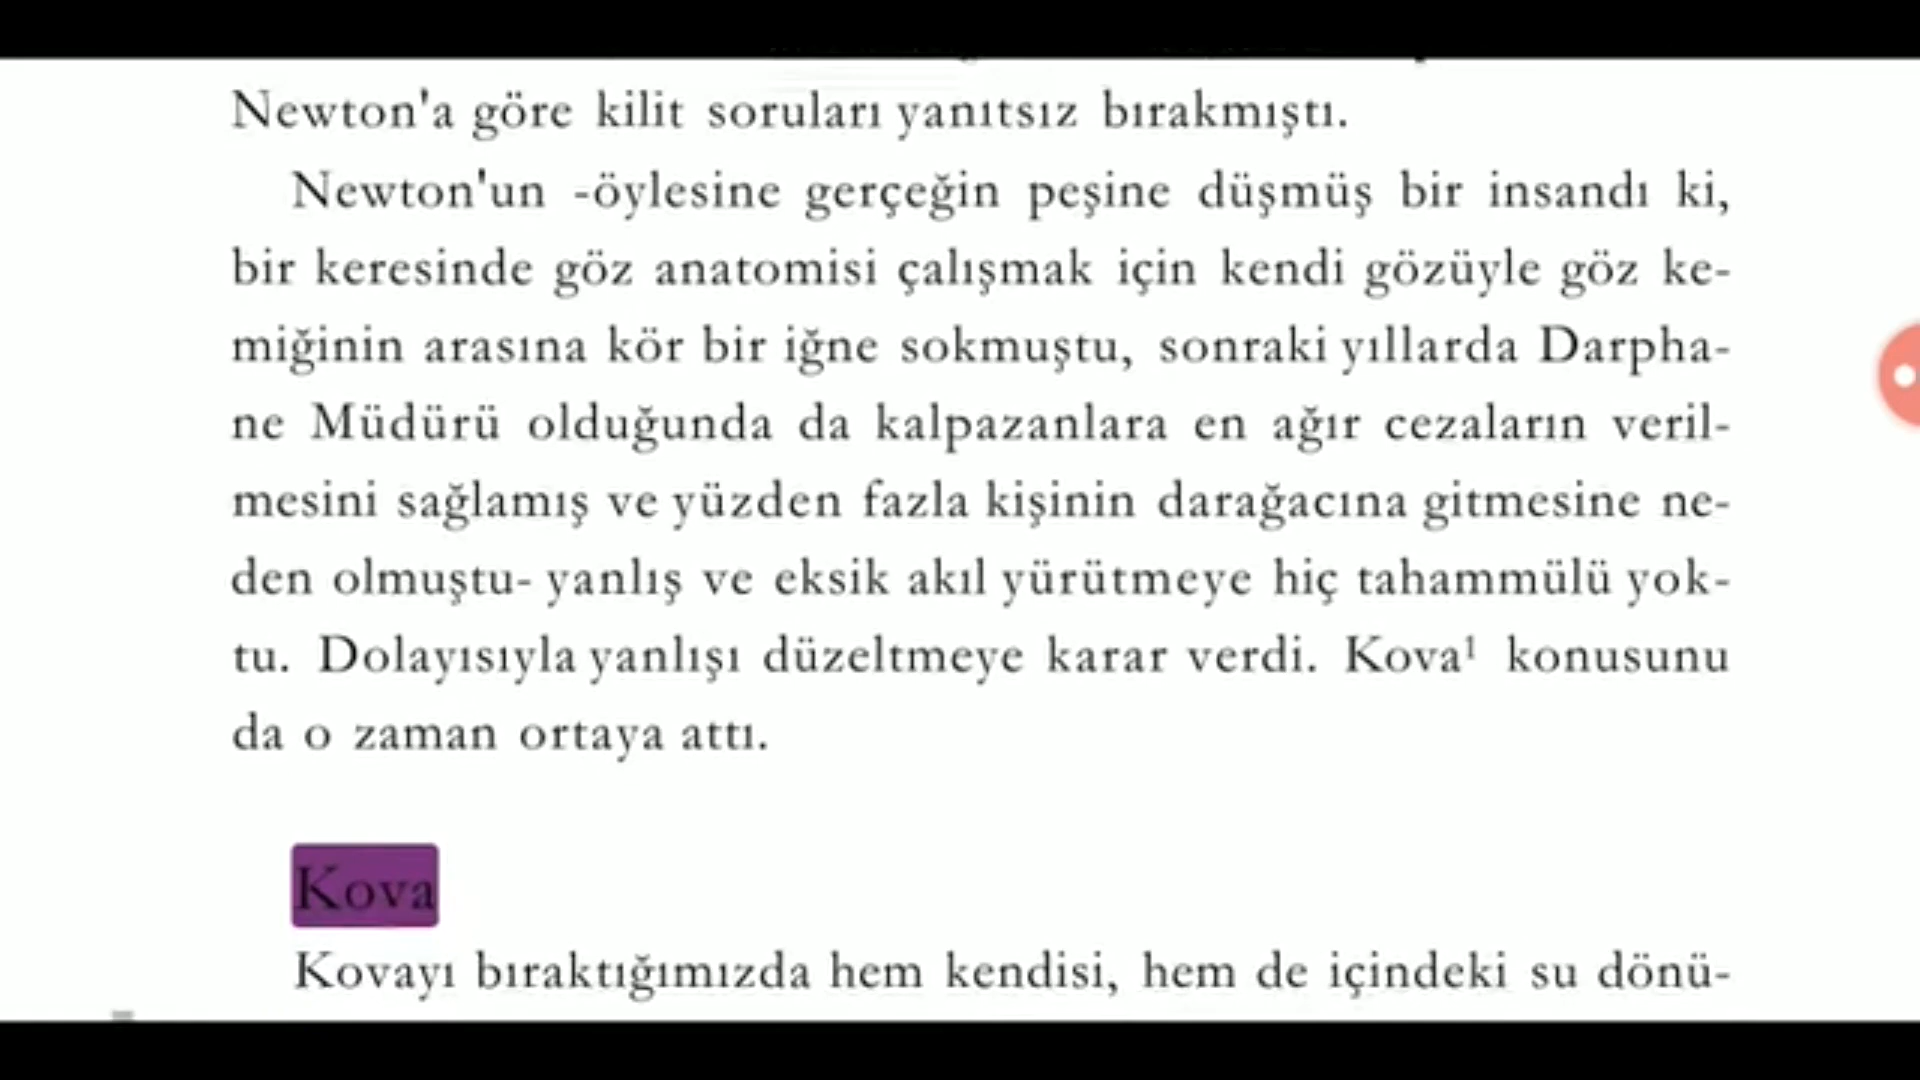 Newton'a göre kilit soruları yanıtsız bırakmıştı.
Newton'un -öylesine gerçeğin peşine düşmüş bir insandı ki,
bir keresinde göz anatomisi çalışmak için kendi gözüyle göz ke-
miğinin arasına kör bir iğne sokmuştu, sonraki yıllarda Darpha-
ne Müdürü olduğunda da kalpazanlara en ağır cezaların veril-
mesini sağlamış ve yüzden fazla kişinin darağacına gitmesine ne-
den olmuştu- yanlış ve eksik akıl yürütmeye hiç tahammülü yok-
tu. Dolayısıyla yanlışı düzeltmeye karar verdi. Kova¹ konusunu
da o zaman ortaya attı.
Kova
Kovayı bıraktığımızda hem kendisi, hem de içindeki su dönü-